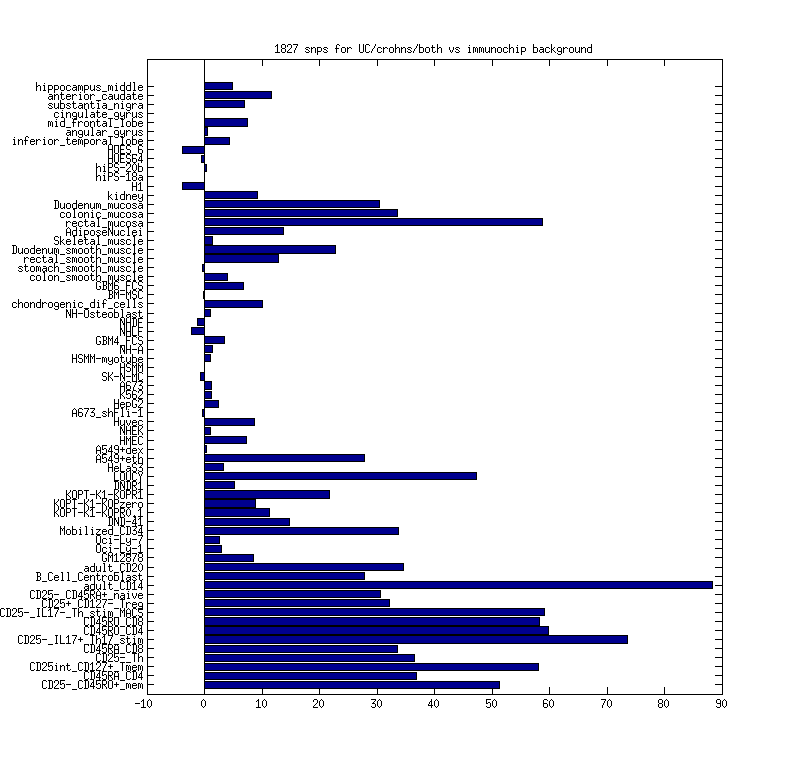 1827 snps for UC/crohns/both vs immunochip background
hippocampus_middle
anterior_caudate
substantia_nigra
cingulate_gyrus
mid_frontal_lobe
angular_gyrus
inferior_temporal_lobe
HUES_6
HUES64
hiPS-20b
hiPS-18a
H1
kidney
Duodenum_mucosa
colonic_mucosa
rectal_mucosa
AdiposeNuclei
Skeletal_muscle
Duodenum_smooth_muscle
rectal_smooth_muscle
stomach_smooth_muscle
colon_smooth_muscle
GBM6_FCS
BM-MSC
chondrogenic_dif_cells
NH-Osteoblast
NHDF
NHLF
GBM4_FCS
NH-A
HSMM-myotube
HSMM
SK-N-MC
A673
K562
HepG2
A673_shFli-1
Huvec
NHEK
HMEC
A549+dex
A549+eth
HeLaS3
LOUCY
DND41
KOPT-K1-KOPR1
KOPT-K1-KOPzero
KOPT-K1-KOPR0.1
DND-41
Mobilized_CD34
Oci-Ly-7
Oci-Ly-1
GM12878
adult_CD20
B_Cell_Centroblast
adult_CD14
CD25-_CD45RA+_naive
CD25+_CD127-_Treg
CD25-_IL17-_Th_stim_MACS
CD45RO_CD8
CD45RO_CD4
CD25-_IL17+_Th17_stim
CD45RA_CD8
CD25-_Th
CD25int_CD127+_Tmem
CD45RA_CD4
CD25-_CD45RO+_mem
-10 0 10 20 30 40 50 60 70 80 90